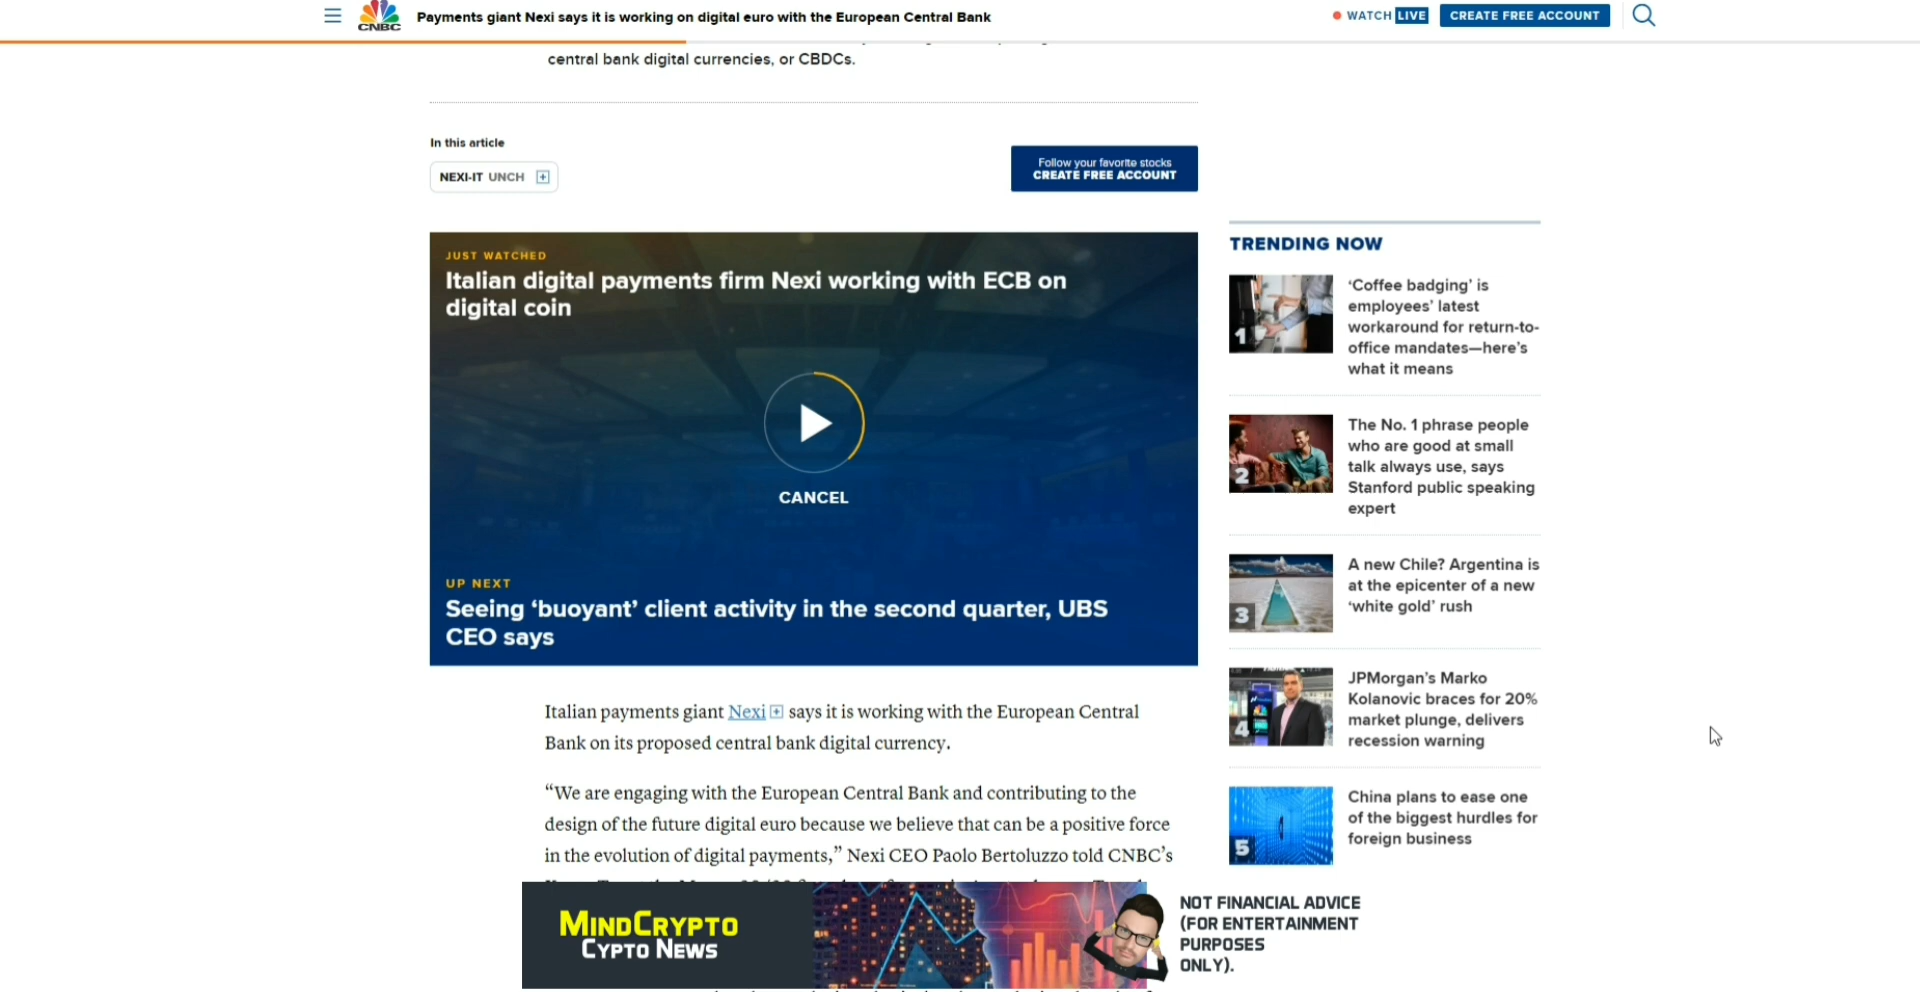 CNBC
Payments giant Nexi says it is working on digital euro with the European Central Bank
WATCH LIVE
CREATE FREE ACCOUNT
central bank digital currencies, or CBDCs.
In this article
NEXI-IT UNCH
Follow your favorite stocks
CREATE FREE ACCOUNT
JUST WATCHED
Italian digital payments firm Nexi working with ECB on
digital coin
CANCEL
UP NEXT
Seeing ‘buoyant’ client activity in the second quarter, UBS
CEO says
Italian payments giant Nexi says it is working with the European Central
Bank on its proposed central bank digital currency.
“We are engaging with the European Central Bank and contributing to the
design of the future digital euro because we believe that can be a positive force
in the evolution of digital payments,” Nexi CEO Paolo Bertoluzzo told CNBC’s
TRENDING NOW
1
‘Coffee badging’ is
employees’ latest
workaround for return-to-
office mandates—here’s
what it means
2
The No. 1 phrase people
who are good at small
talk always use, says
Stanford public speaking
expert
3
A new Chile? Argentina is
at the epicenter of a new
‘white gold’ rush
4
JPMorgan’s Marko
Kolanovic braces for 20%
market plunge, delivers
recession warning
5
China plans to ease one
of the biggest hurdles for
foreign business
MINDCRYPTO
CYPTO NEWS
NOT FINANCIAL ADVICE
(FOR ENTERTAINMENT
PURPOSES
ONLY).